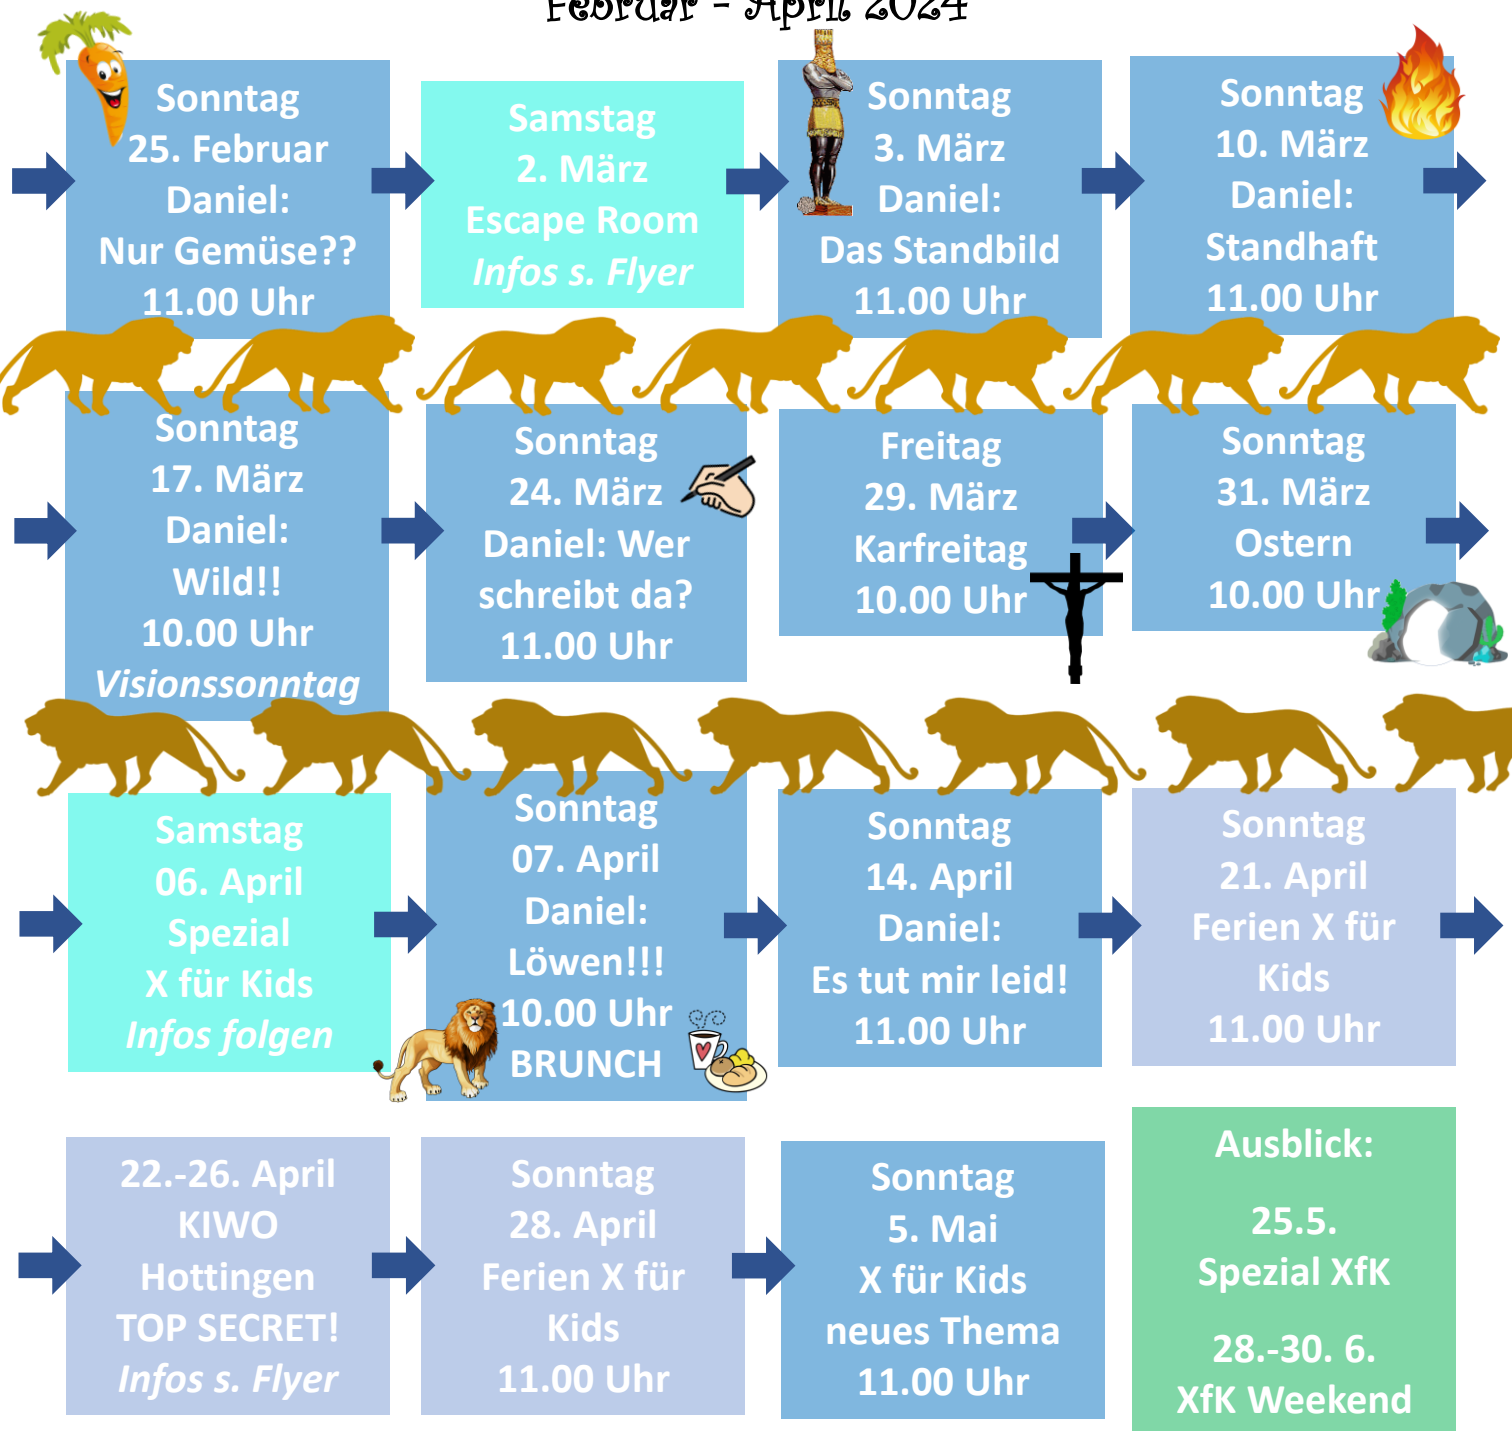 Februar - April 2024
Sonntag
25. Februar
Daniel:
Nur Gemüse??
11.00 Uhr
Samstag
2. März
Escape Room
Infos s. Flyer
Sonntag
3. März
Daniel:
Das Standbild
11.00 Uhr
Sonntag
10. März
Daniel:
Standhaft
11.00 Uhr
Sonntag
17. März
Daniel:
Wild!!
10.00 Uhr
Visionssonntag
Sonntag
24. März
Daniel: Wer
schreibt da?
11.00 Uhr
Freitag
29. März
Karfreitag
10.00 Uhr
Sonntag
31. März
Ostern
10.00 Uhr
Samstag
06. April
Spezial
X für Kids
Infos folgen
Sonntag
07. April
Daniel:
Löwen!!!
10.00 Uhr
BRUNCH
Sonntag
14. April
Daniel:
Es tut mir leid!
11.00 Uhr
Sonntag
21. April
Ferien X für
Kids
11.00 Uhr
22.-26. April
KIWO
Hottingen
TOP SECRET!
Infos s. Flyer
Sonntag
28. April
Ferien X für
Kids
11.00 Uhr
Sonntag
5. Mai
X für Kids
neues Thema
11.00 Uhr
Ausblick:
25.5.
Spezial XfK
28.-30. 6.
XfK Weekend